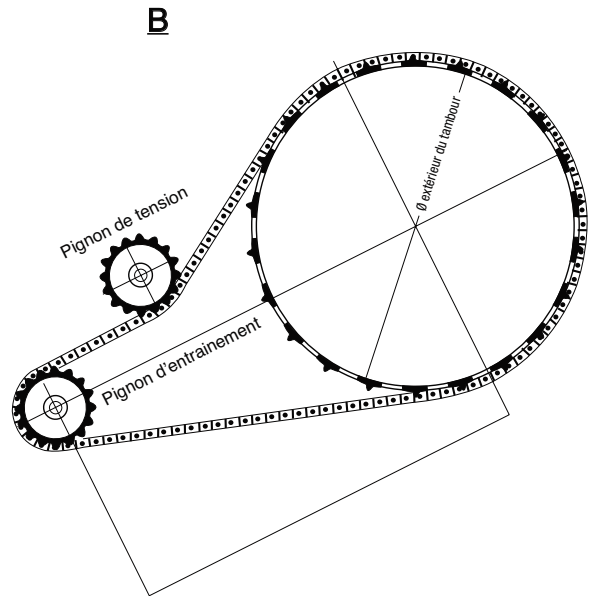 B
Pignon de tension
Ø extérieur du tambour
Pignon d'entrainement